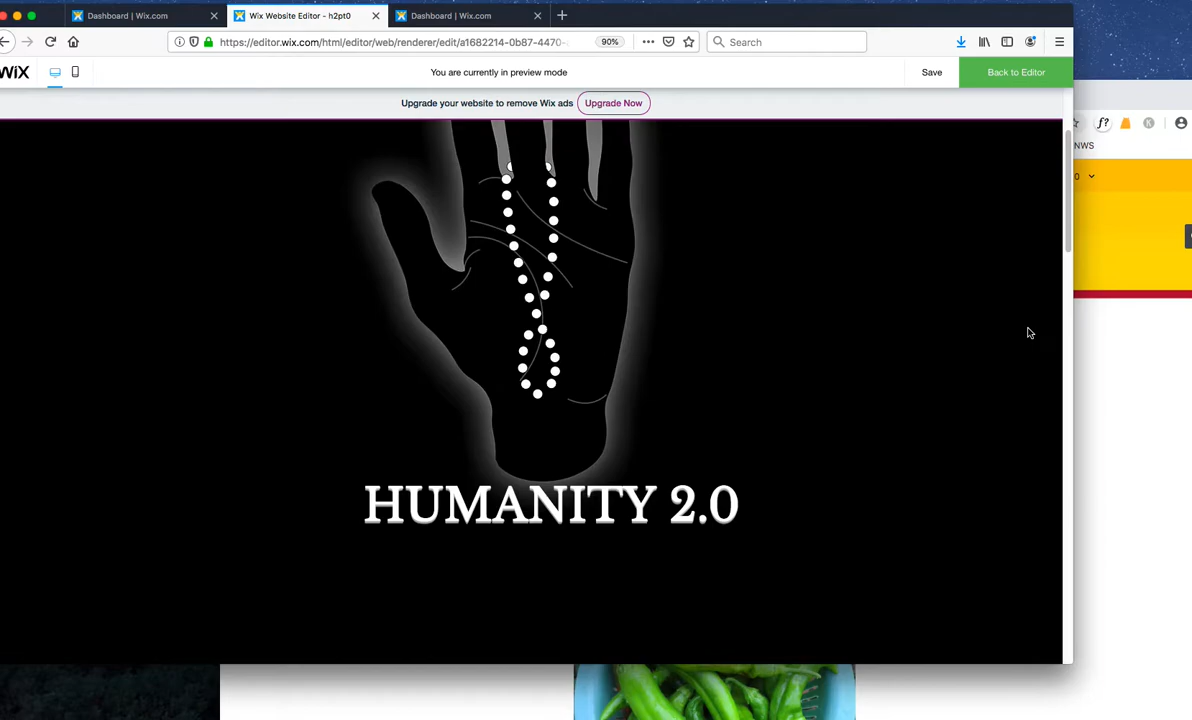 Dashboard | Wix.com
Wix Website Editor - h2pt0
Dashboard | Wix.com
https://editor.wix.com/html/editor/web/renderer/edit/a1682214-0b87-4470-
90%
Search
WiX
You are currently in preview mode
Save
Back to Editor
Upgrade your website to remove Wix ads
Upgrade Now
f?
K
NWS
0
HUMANITY 2.0